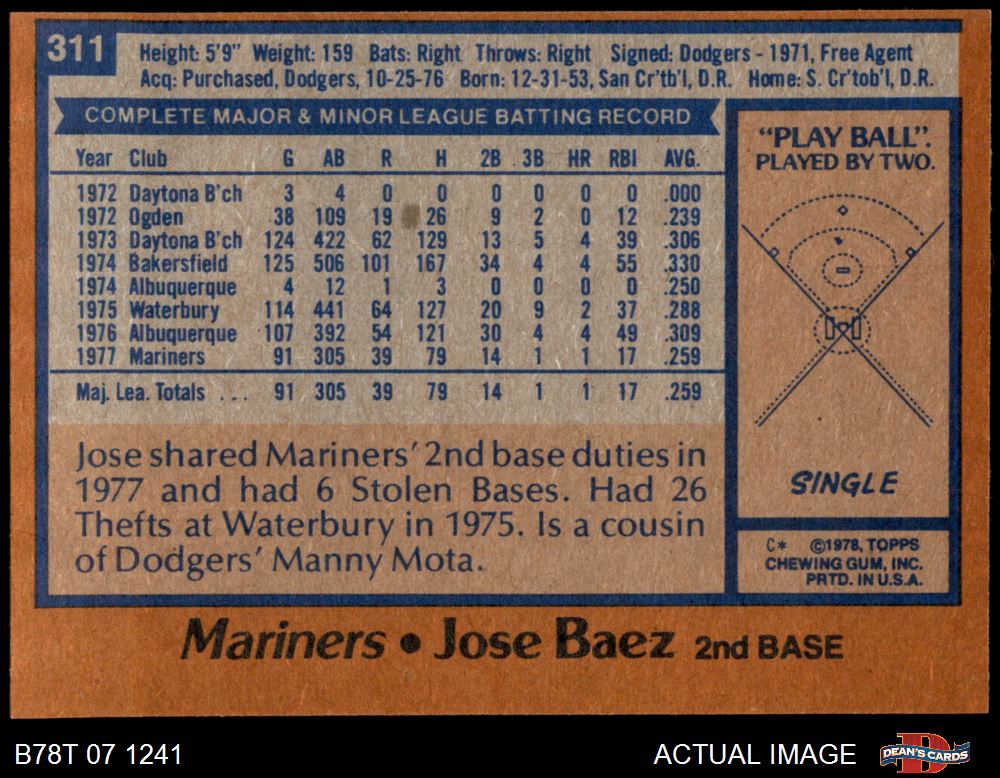 311
Height: 5'9" Weight: 159 Bats: Right Throws: Right Signed: Dodgers - 1971, Free Agent
Acq: Purchased, Dodgers, 10-25-76 Born: 12-31-53, San Cr'tb'l, D.R. Home: S. Cr'tob'l, D.R.
COMPLETE MAJOR & MINOR LEAGUE BATTING RECORD
Year Club G AB R H 2B 3B HR RBI AVG.
1972 Daytona B'ch 3 4 0 0 0 0 0 0 .000
1972 Ogden 38 109 19 26 9 2 0 12 .239
1973 Daytona B'ch 124 422 62 129 13 5 4 39 .306
1974 Bakersfield 125 506 101 167 34 4 4 55 .330
1974 Albuquerque 4 12 1 3 0 0 0 0 .250
1975 Waterbury 114 441 64 127 20 9 2 37 .288
1976 Albuquerque 107 392 54 121 30 4 4 49 .309
1977 Mariners 91 305 39 79 14 1 1 17 .259
Maj. Lea. Totals ... 91 305 39 79 14 1 1 17 .259
Jose shared Mariners' 2nd base duties in
1977 and had 6 Stolen Bases. Had 26
Thefts at Waterbury in 1975. Is a cousin
of Dodgers' Manny Mota.
"PLAY BALL".
PLAYED BY TWO.
SINGLE
C* ©1978, TOPPS
CHEWING GUM, INC.
PRTD. IN U.S.A.
Mariners • Jose Baez 2nd BASE
B78T 07 1241
ACTUAL IMAGE
DEAN'S CARDS